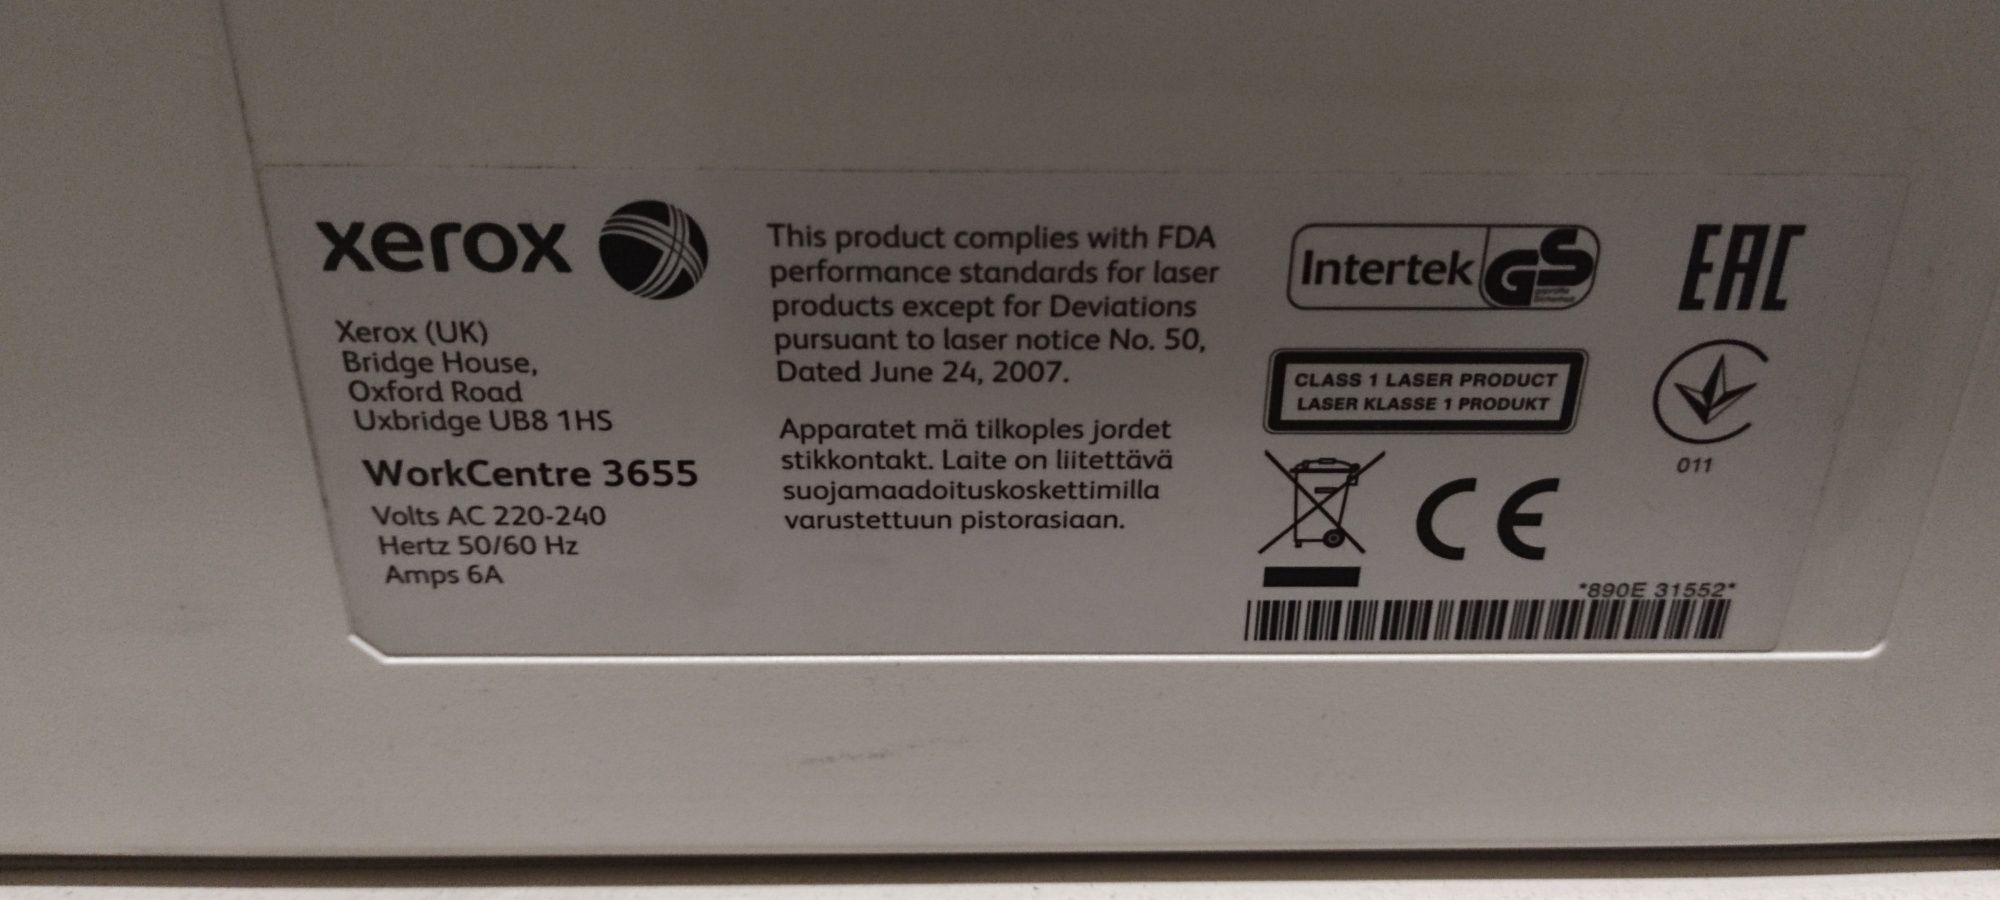 xerox
Xerox (UK)
Bridge House,
Oxford Road
Uxbridge UB8 1HS
WorkCentre 3655
Volts AC 220-240
Hertz 50/60 Hz
Amps 6A
This product complies with FDA
performance standards for laser
products except for Deviations
pursuant to laser notice No. 50,
Dated June 24, 2007.
Apparatet mä tilkoples jordet
stikkontakt. Laite on liitettävä
suojamaadoituskoskettimilla
varustettuun pistorasiaan.
Intertek GS
geprüfte
Sicherheit
EAC
CLASS 1 LASER PRODUCT
LASER KLASSE 1 PRODUKT
011
CE
*890E 31552*